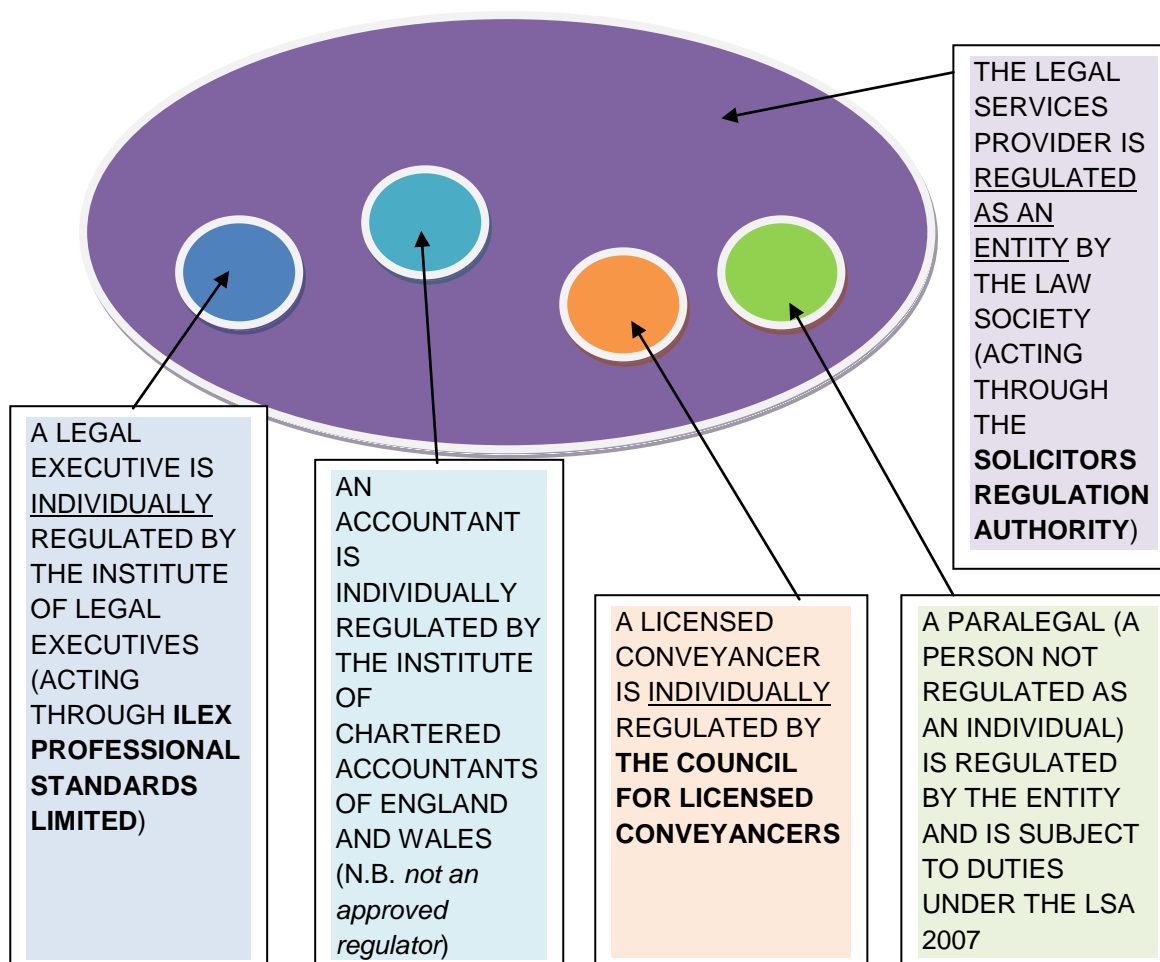 THE LEGAL
SERVICES
PROVIDER IS
REGULATED
AS AN
ENTITY BY
THE LAW
SOCIETY
(ACTING
THROUGH
THE
SOLICITORS
REGULATION
AUTHORITY)
A LEGAL
EXECUTIVE IS
INDIVIDUALLY
REGULATED BY
THE INSTITUTE
OF LEGAL
EXECUTIVES
(ACTING
THROUGH ILEX
PROFESSIONAL
STANDARDS
LIMITED)
AN
ACCOUNTANT
IS
INDIVIDUALLY
REGULATED BY
THE INSTITUTE
OF
CHARTERED
ACCOUNTANTS
OF ENGLAND
AND WALES
(N.B. not an
approved
regulator)
A LICENSED
CONVEYANCER
IS INDIVIDUALLY
REGULATED BY
THE COUNCIL
FOR LICENSED
CONVEYANCERS
A PARALEGAL (A
PERSON NOT
REGULATED AS
AN INDIVIDUAL)
IS REGULATED
BY THE ENTITY
AND IS SUBJECT
TO DUTIES
UNDER THE LSA
2007